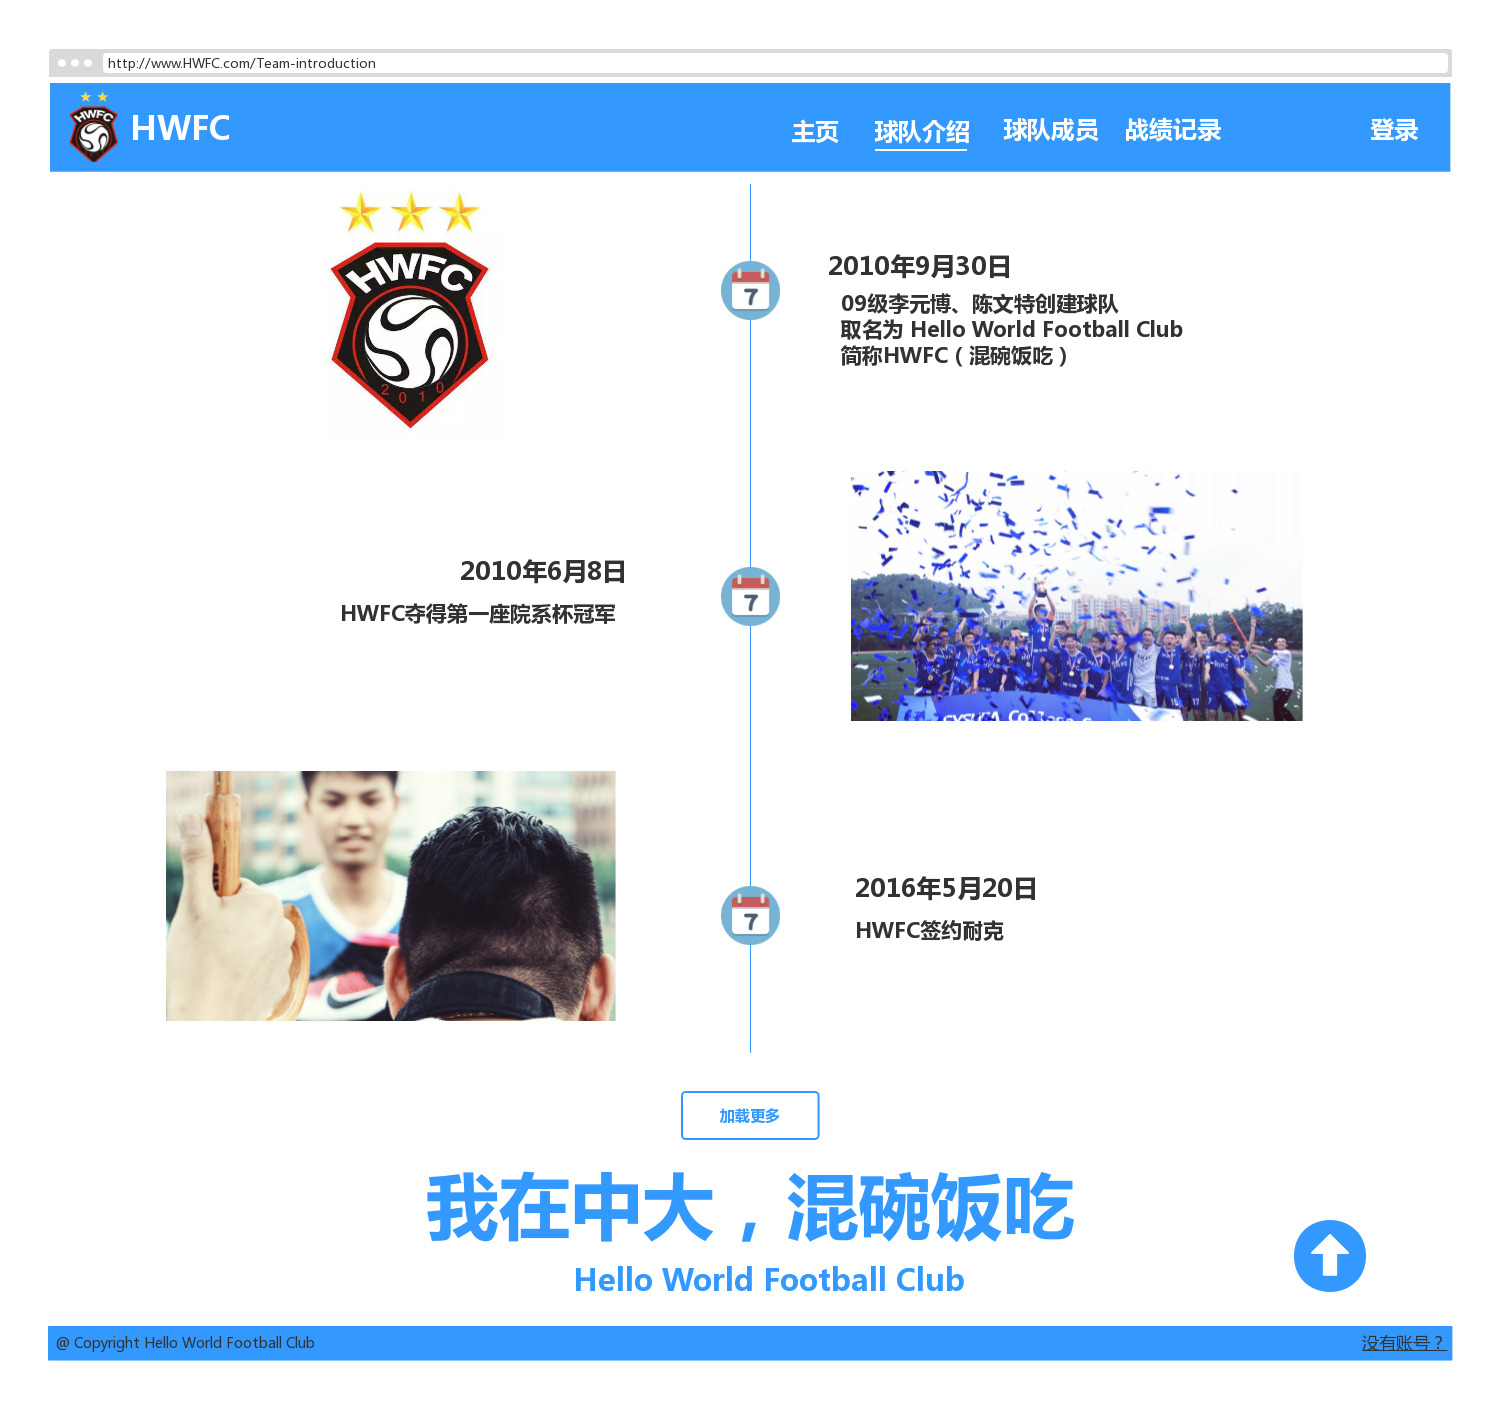 http://www.HWFC.com/Team-introduction
HWFC
HWFC
主页
球队介绍
球队成员
战绩记录
登录
HWFC
2010
7
2010年9月30日
09级李元博、陈文特创建球队
取名为 Hello World Football Club
简称HWFC（混碗饭吃）
2010年6月8日
HWFC夺得第一座院系杯冠军
7
2016年5月20日
HWFC签约耐克
7
加载更多
我在中大，混碗饭吃
Hello World Football Club
@ Copyright Hello World Football Club
没有账号？